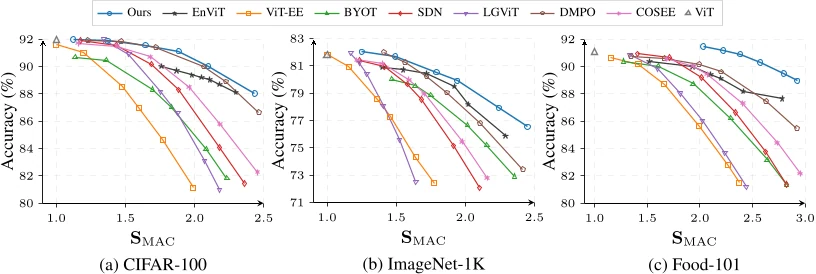 Ours EnViT ViT-EE BYOT SDN LGViT DMPO COSEE ViT
92
90
88
86
84
82
80
Accuracy (%)
1.0 1.5 2.0 2.5
S_MAC
(a) CIFAR-100
83
81
79
77
75
73
71
Accuracy (%)
1.0 1.5 2.0 2.5
S_MAC
(b) ImageNet-1K
92
90
88
86
84
82
80
Accuracy (%)
1.0 1.5 2.0 2.5 3.0
S_MAC
(c) Food-101